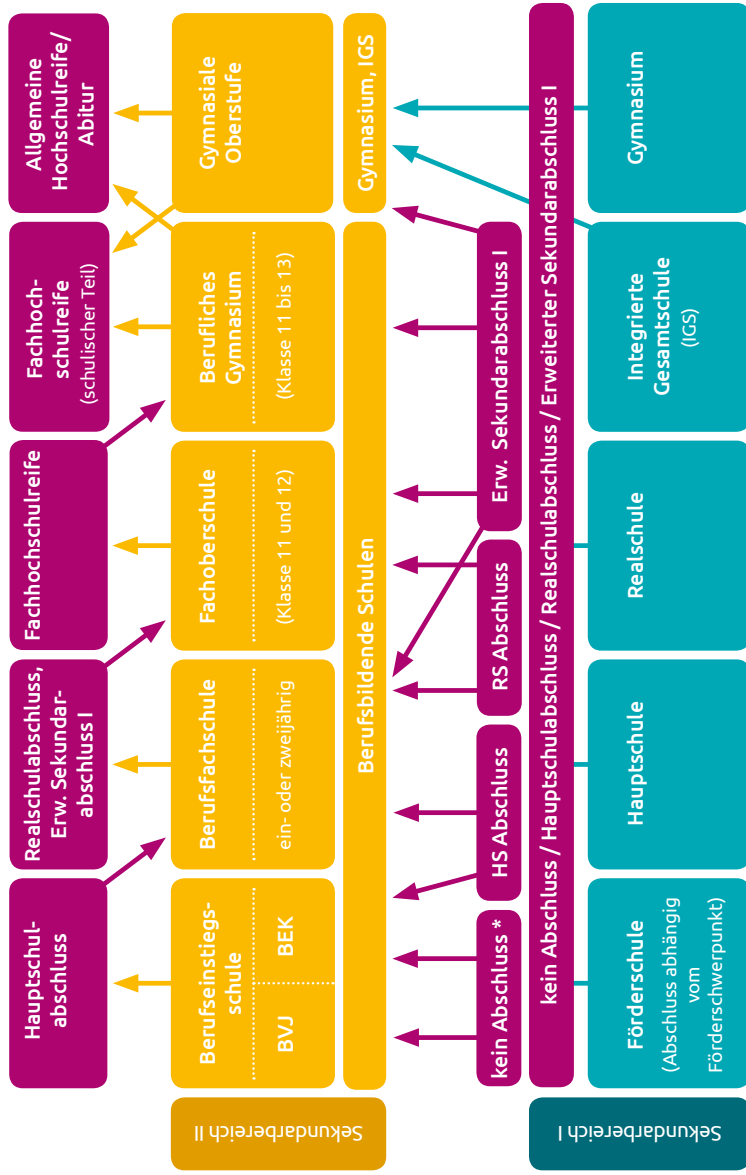 Hauptschul-
abschluss
Realschulabschluss,
Erw. Sekundar-
abschluss I
Fachhochschulreife
Fachhoch-
schulreife
(schulischer Teil)
Allgemeine
Hochschulreife/
Abitur
Sekundarbereich II
Berufseinstiegs-
schule
BVJ
BEK
Berufsfachschule
ein- oder zweijährig
Fachoberschule
(Klasse 11 und 12)
Berufliches
Gymnasium
(Klasse 11 bis 13)
Gymnasiale
Oberstufe
Berufsbildende Schulen
Gymnasium, IGS
kein Abschluss *
HS Abschluss
RS Abschluss
Erw. Sekundarabschluss I
kein Abschluss / Hauptschulabschluss / Realschulabschluss / Erweiterter Sekundarabschluss I
Sekundarbereich I
Förderschule
(Abschluss abhängig
vom
Förderschwerpunkt)
Hauptschule
Realschule
Integrierte
Gesamtschule
(IGS)
Gymnasium